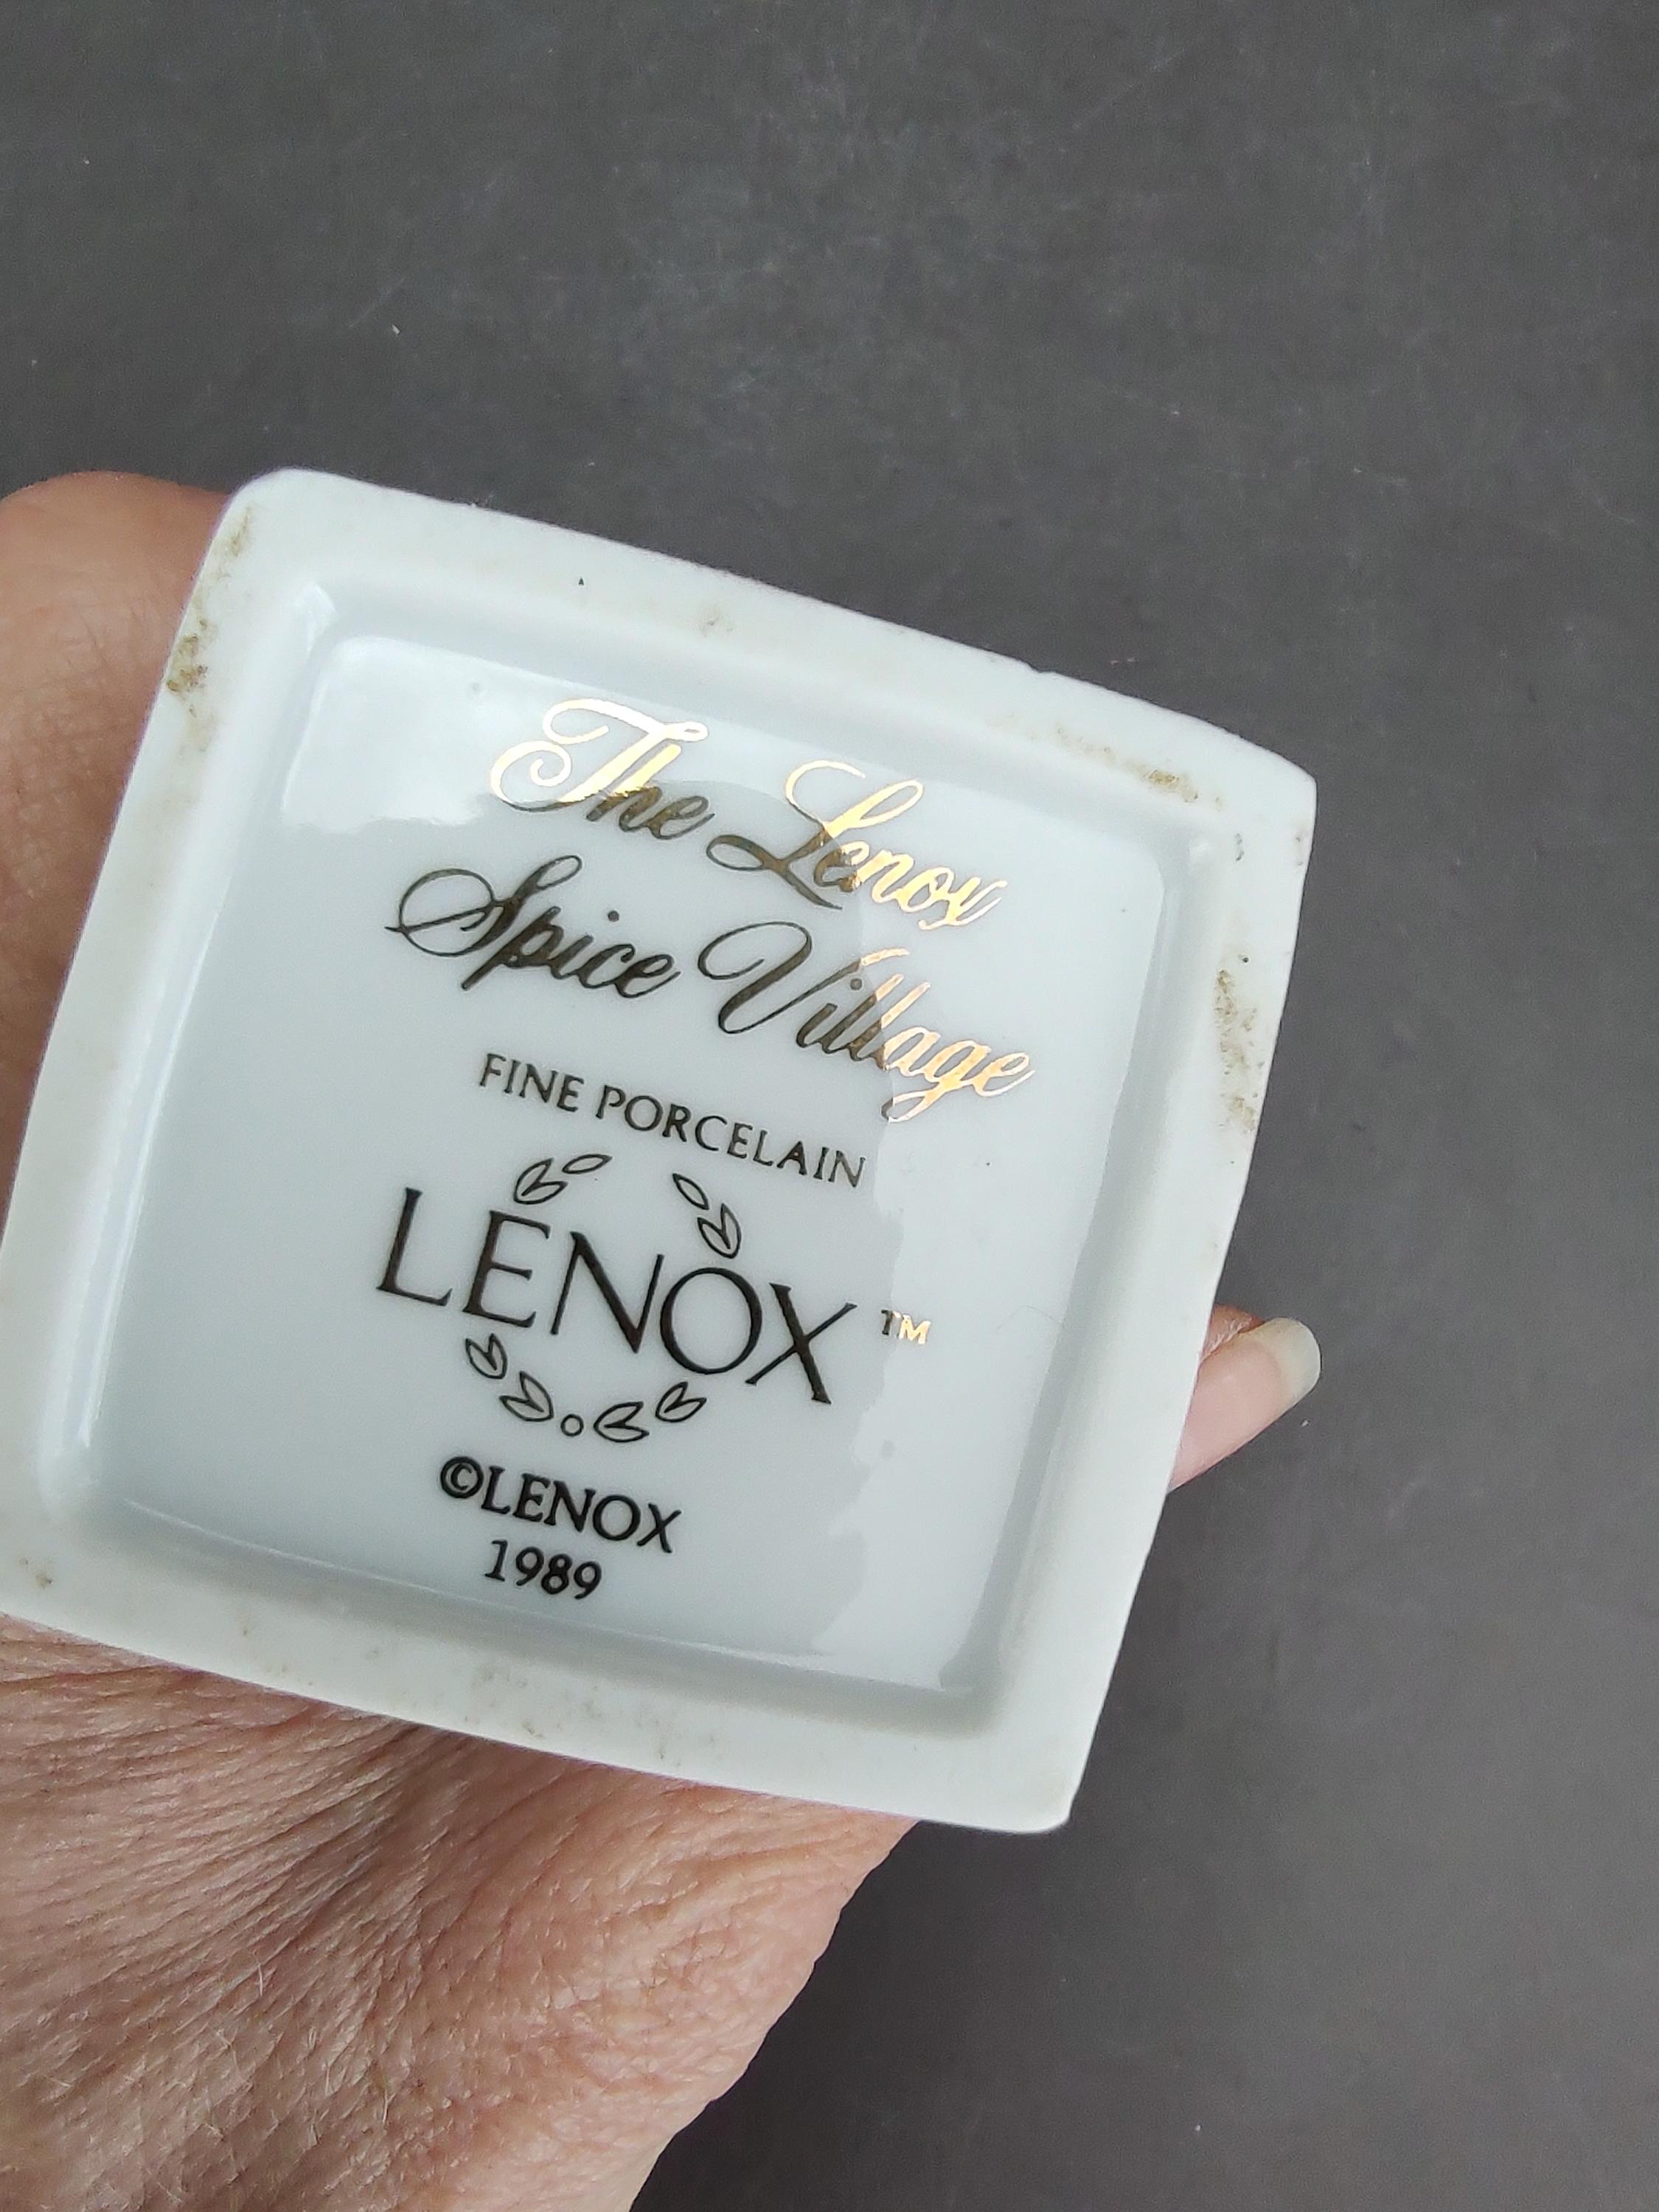 The Lenox
Spice Village
FINE PORCELAIN
LENOX™
©LENOX
1989